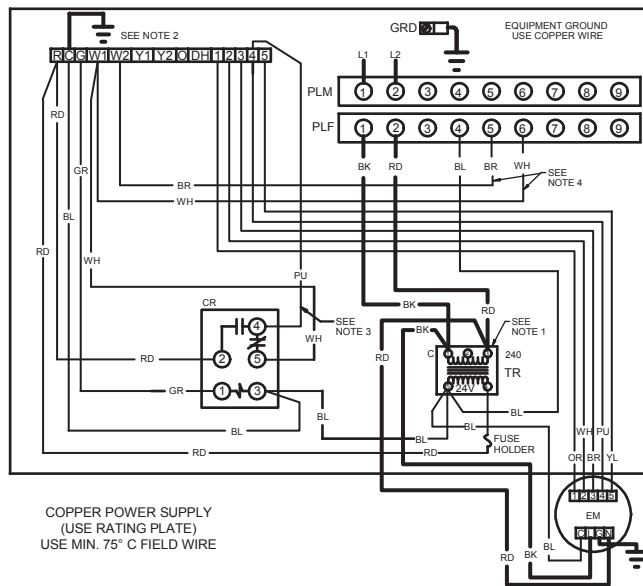 GRD
EQUIPMENT GROUND
USE COPPER WIRE
SEE NOTE 2
L1 L2
R C G W1 W2 Y1 Y2 O DH 1 2 3 4 5
PLM
1 2 3 4 5 6 7 8 9
PLF
1 2 3 4 5 6 7 8 9
RD
BK
RD
BL
BR
WH
GR
SEE
NOTE 4
BR
WH
BL
RD
WH
PU
CR
SEE
NOTE 3
WH
BK
RD
4
2 5
1 3
RD
GR
BL
BL
RD
RD
BK
SEE
NOTE 1
C
2
240
TR
24V
BL
BL
BL
RD
FUSE
HOLDER
WH PU
OR BR YL
1 2 3 4 5
EM
C L G N
BL
BK
RD
COPPER POWER SUPPLY
(USE RATING PLATE)
USE MIN. 75° C FIELD WIRE